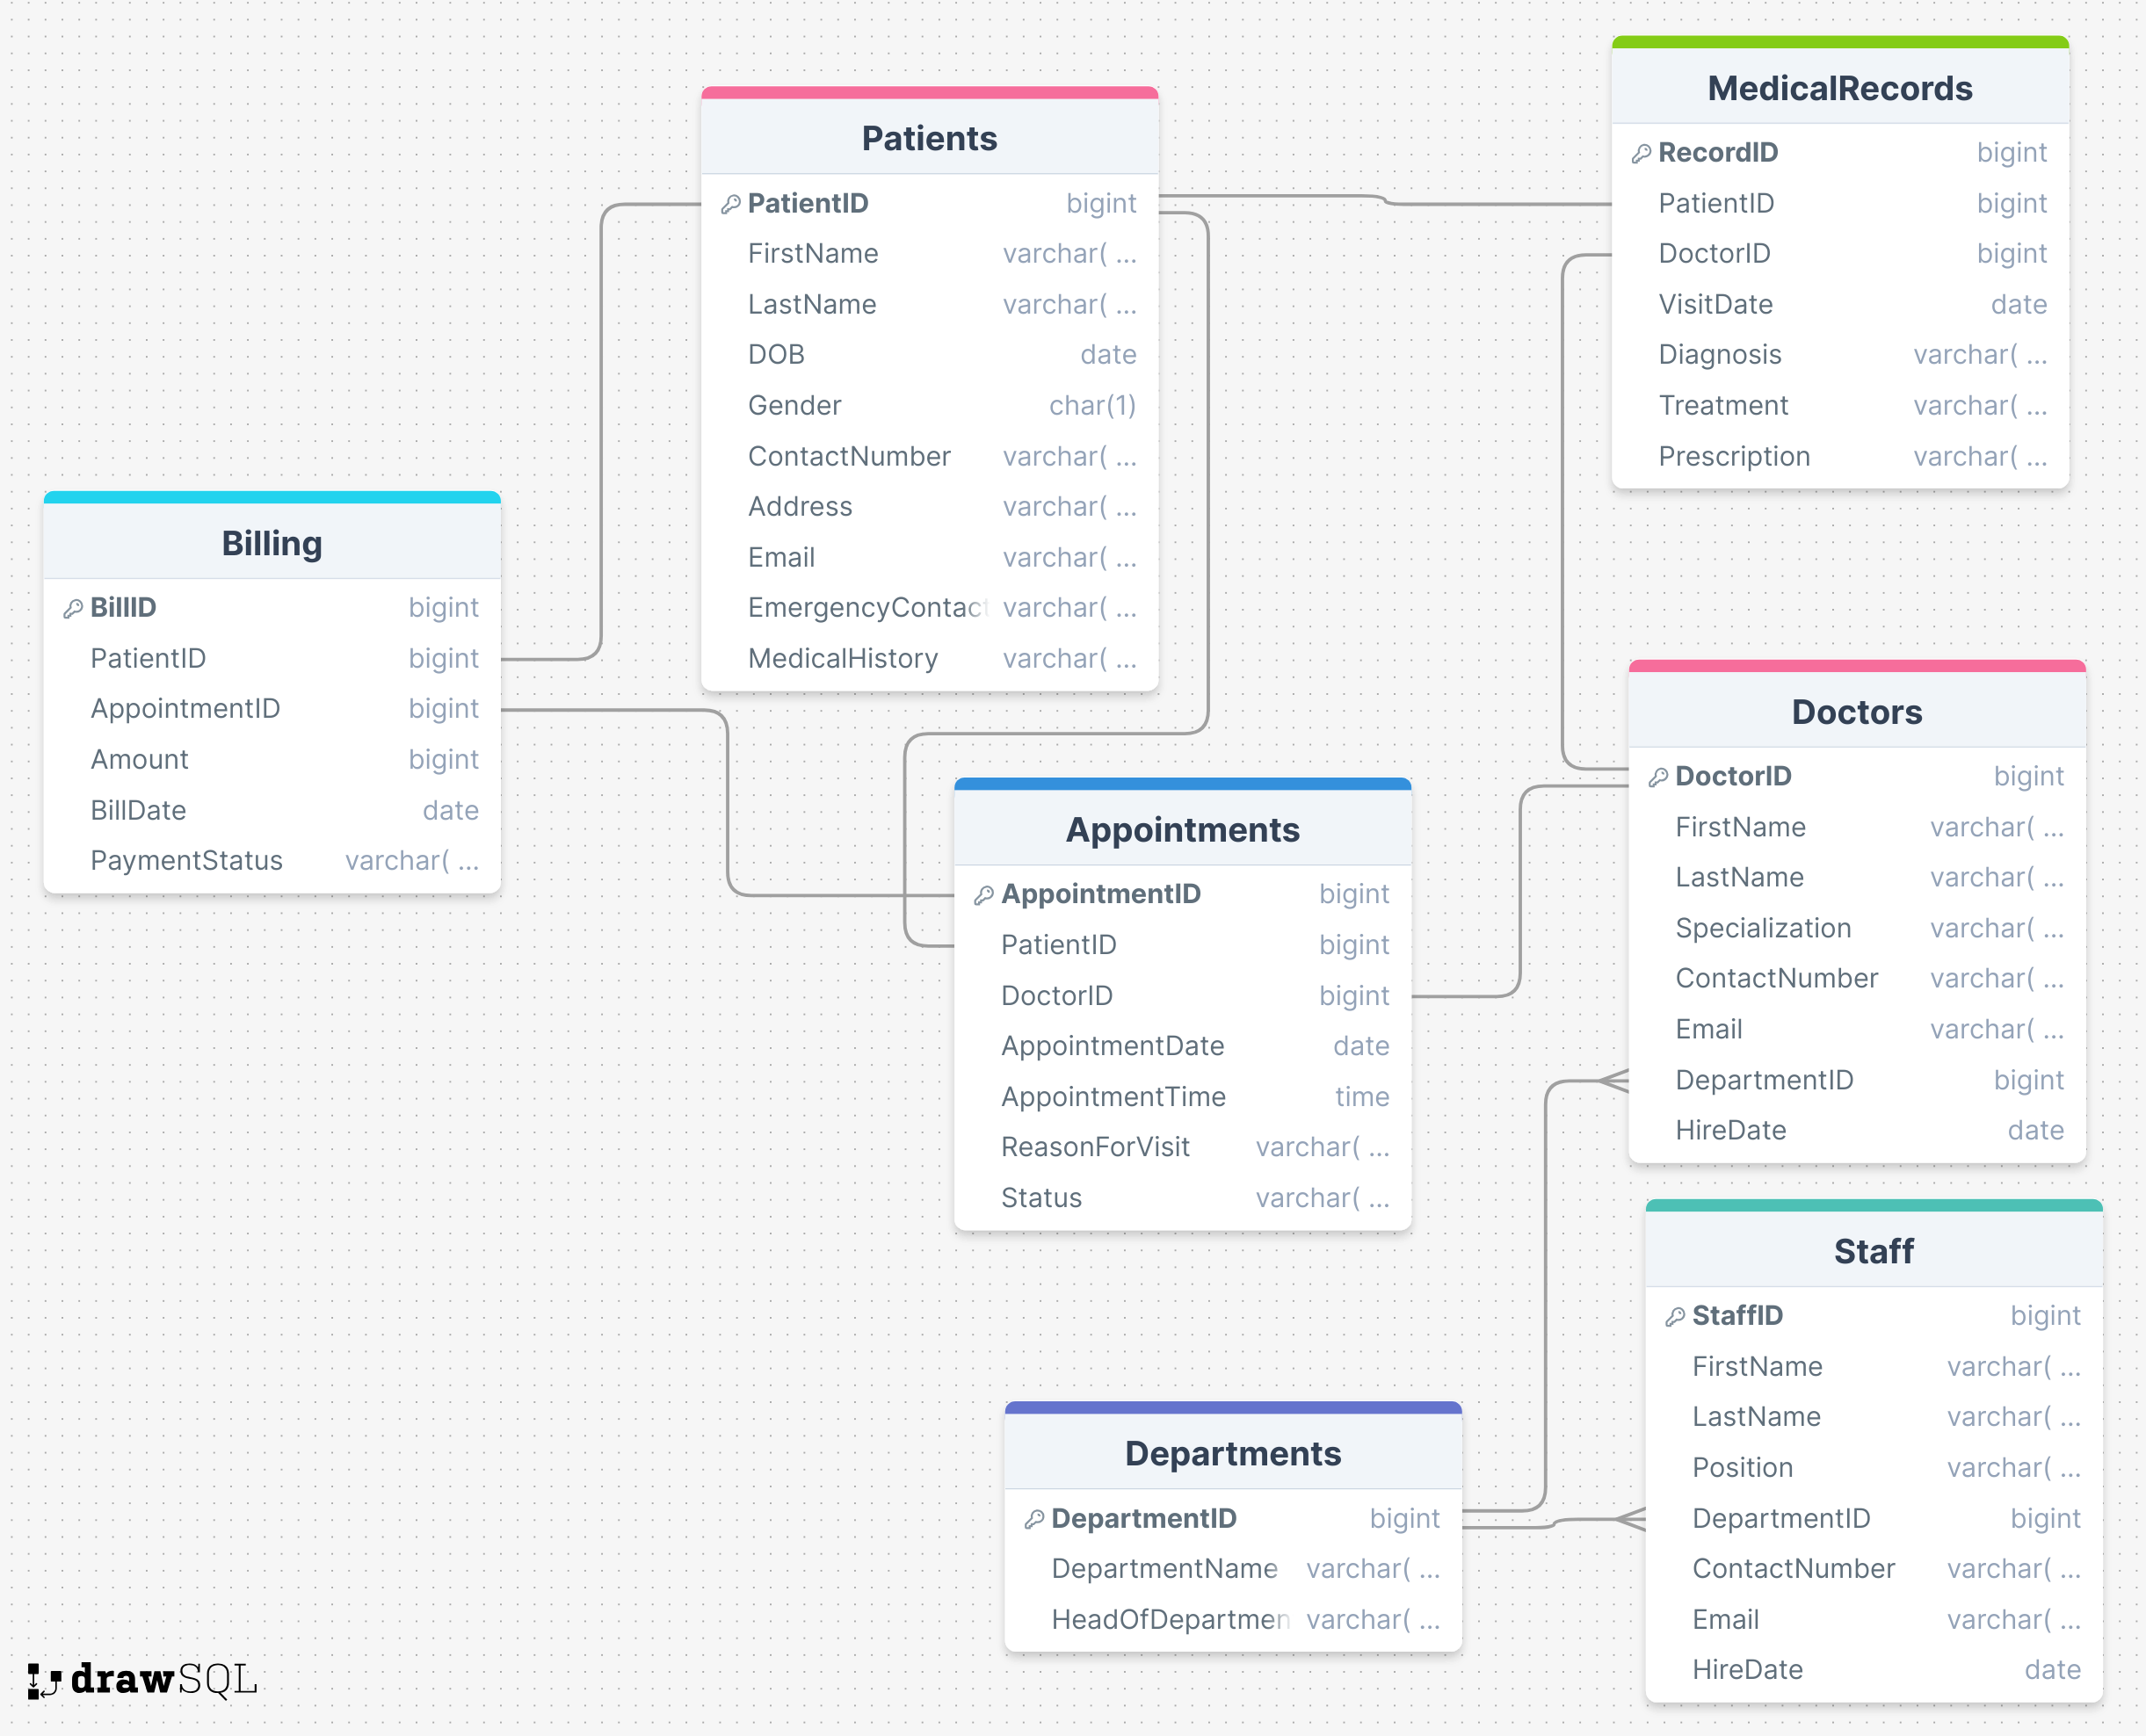 Patients
PatientID bigint
FirstName varchar( ...
LastName varchar( ...
DOB date
Gender char(1)
ContactNumber varchar( ...
Address varchar( ...
Email varchar( ...
EmergencyContact varchar( ...
MedicalHistory varchar( ...
MedicalRecords
RecordID bigint
PatientID bigint
DoctorID bigint
VisitDate date
Diagnosis varchar( ...
Treatment varchar( ...
Prescription varchar( ...
Billing
BillID bigint
PatientID bigint
AppointmentID bigint
Amount bigint
BillDate date
PaymentStatus varchar( ...
Appointments
AppointmentID bigint
PatientID bigint
DoctorID bigint
AppointmentDate date
AppointmentTime time
ReasonForVisit varchar( ...
Status varchar( ...
Doctors
DoctorID bigint
FirstName varchar( ...
LastName varchar( ...
Specialization varchar( ...
ContactNumber varchar( ...
Email varchar( ...
DepartmentID bigint
HireDate date
Departments
DepartmentID bigint
DepartmentName varchar( ...
HeadOfDepartmen varchar( ...
Staff
StaffID bigint
FirstName varchar( ...
LastName varchar( ...
Position varchar( ...
DepartmentID bigint
ContactNumber varchar( ...
Email varchar( ...
HireDate date
drawSQL